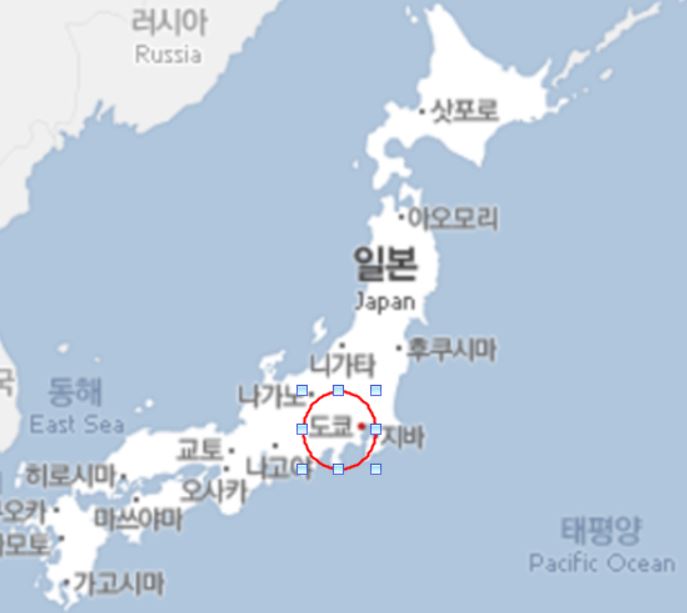 러시아
Russia
삿포로
아오모리
일본
Japan
후쿠시마
니가타
국
동해
East Sea
나가노
도쿄
지바
교토
나고야
히로시마
오사카
오카
마쓰야마
모토
가고시마
태평양
Pacific Ocean